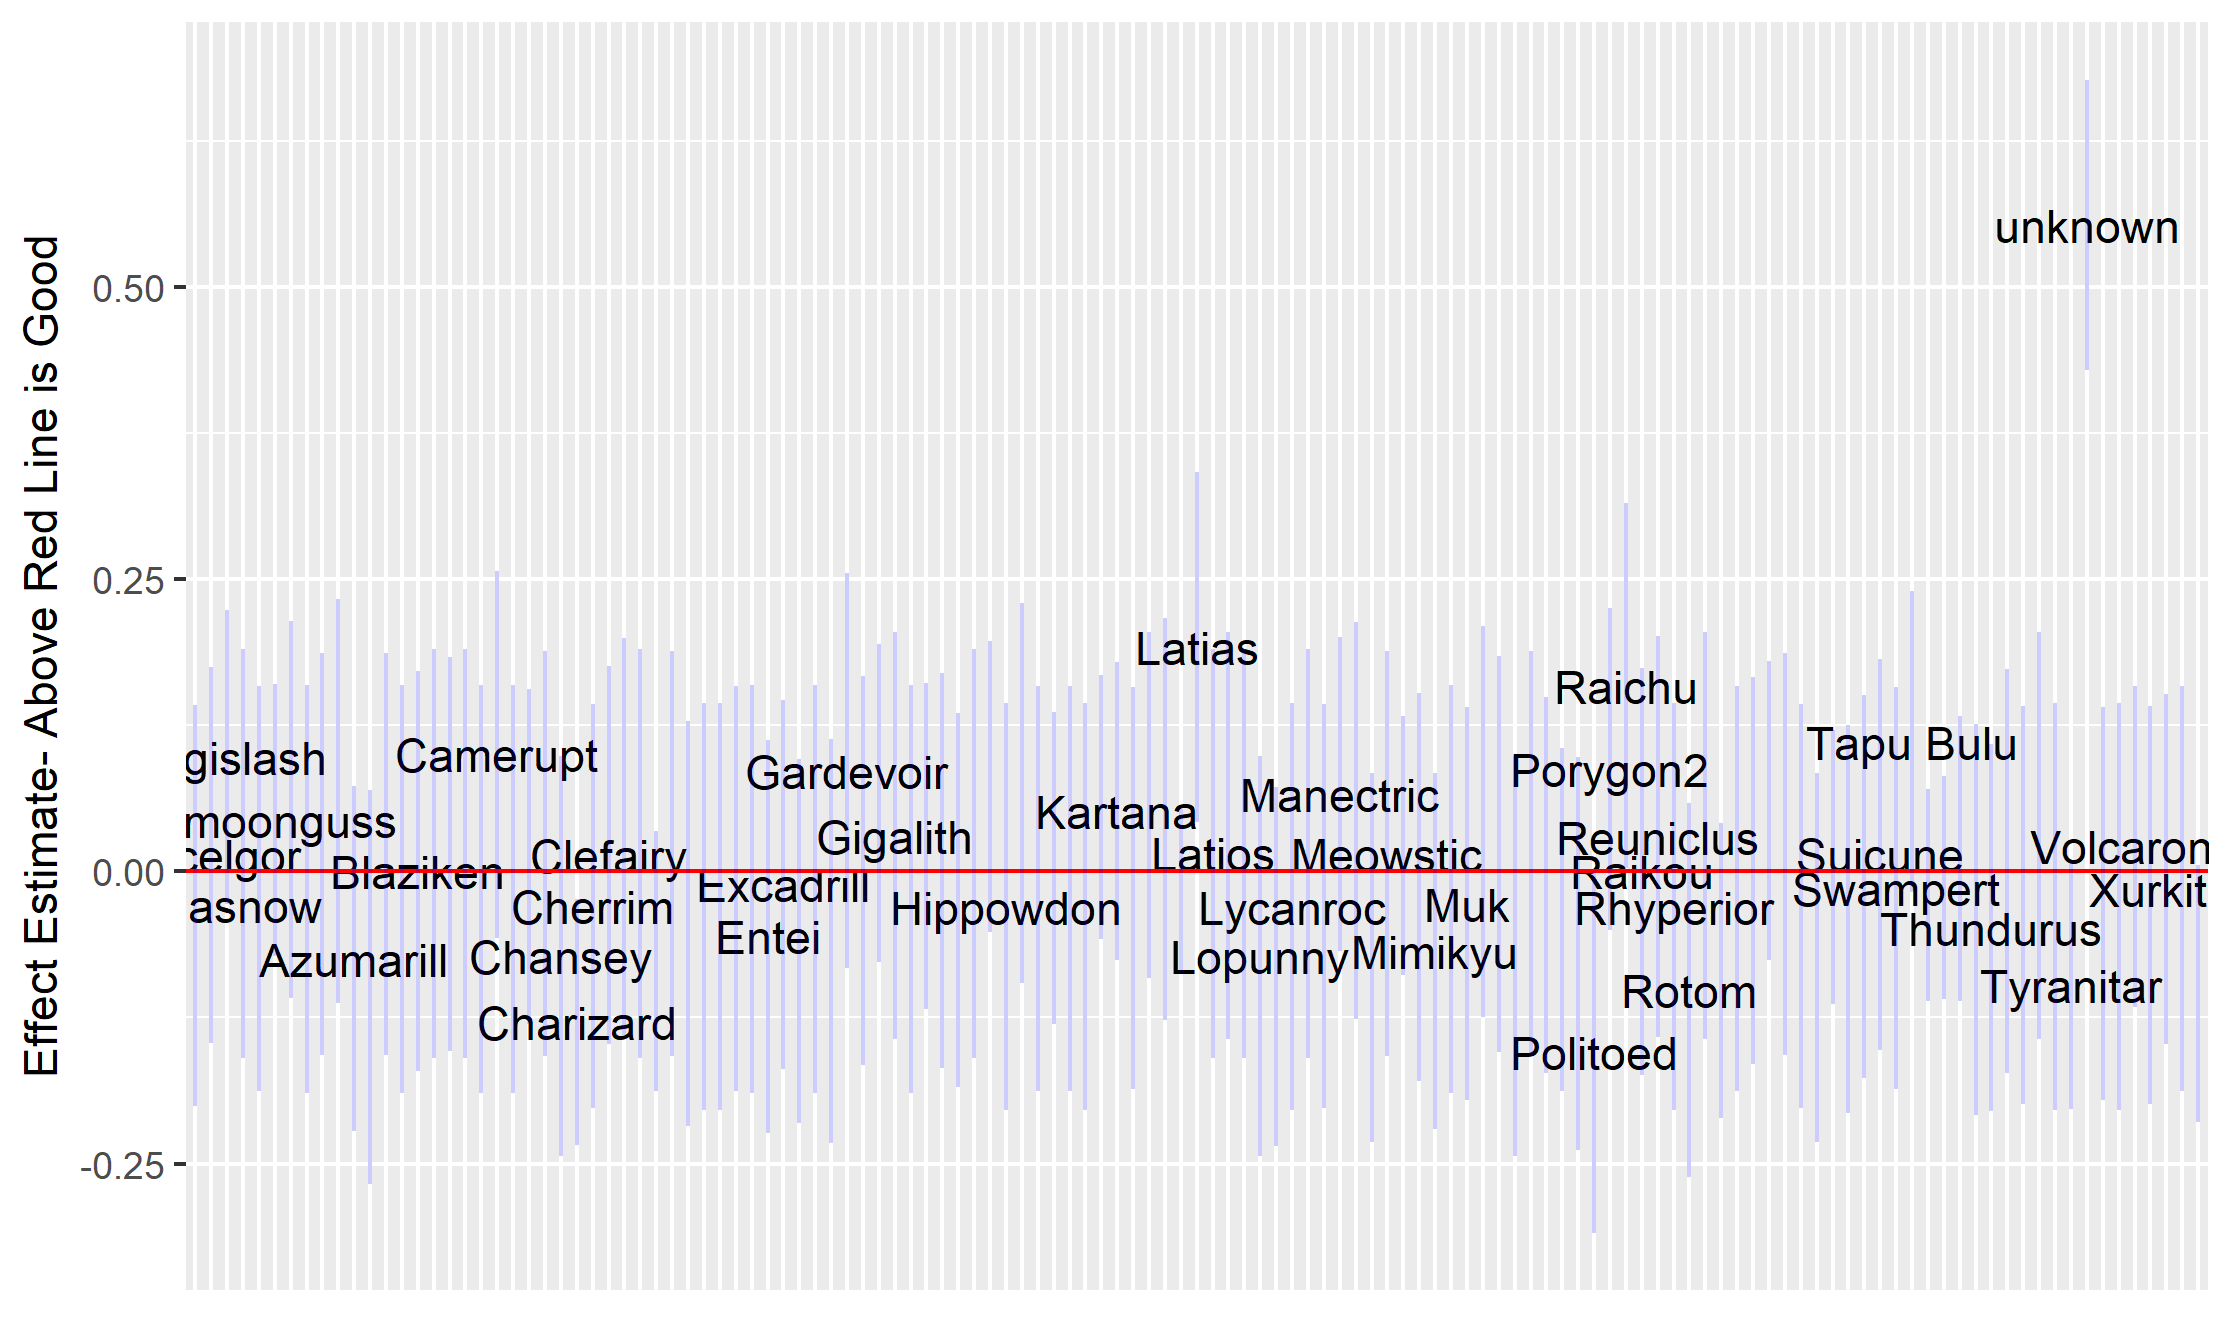 Effect Estimate- Above Red Line is Good
0.50
0.25
0.00
-0.25
unknown
Latias
Raichu
Tapu Bulu
gislash
Camerupt
Gardevoir
Porygon2
Manectric
Kartana
moonguss
Gigalith
Reuniclus
Volcaron
celgor
Clefairy
Latios
Meowstic
Suicune
Blaziken
Raikou
Excadrill
Swampert
Xurkit
asnow
Cherrim
Hippowdon
Lycanroc
Muk
Rhyperior
Thundurus
Entei
Azumarill
Chansey
Lopunny
Mimikyu
Rotom
Tyranitar
Charizard
Politoed